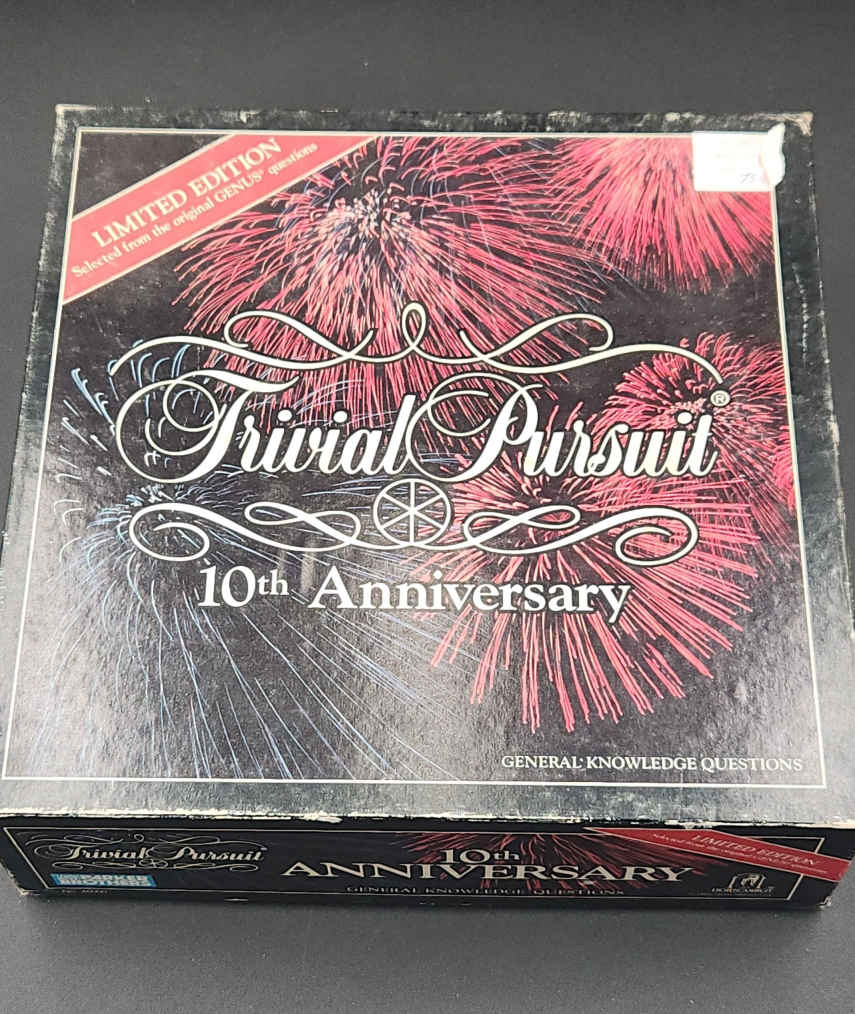 LIMITED EDITION
Selected from the original GENUS® questions
Trivial Pursuit®
10th Anniversary
GENERAL KNOWLEDGE QUESTIONS
Trivial Pursuit®
10th
ANNIVERSARY
GENERAL KNOWLEDGE QUESTIONS
PARKER
BROTHERS
LIMITED EDITION
HORN ABBOT